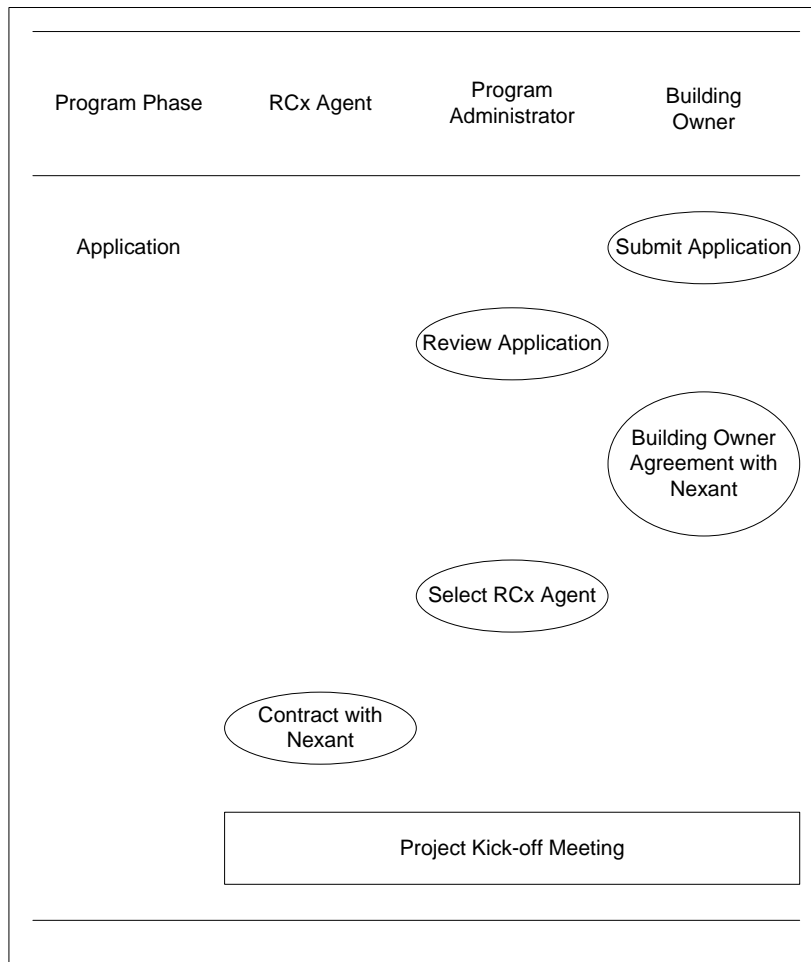 Program Phase
RCx Agent
Program
Administrator
Building
Owner
Application
Submit Application
Review Application
Building Owner
Agreement with
Nexant
Select RCx Agent
Contract with
Nexant
Project Kick-off Meeting